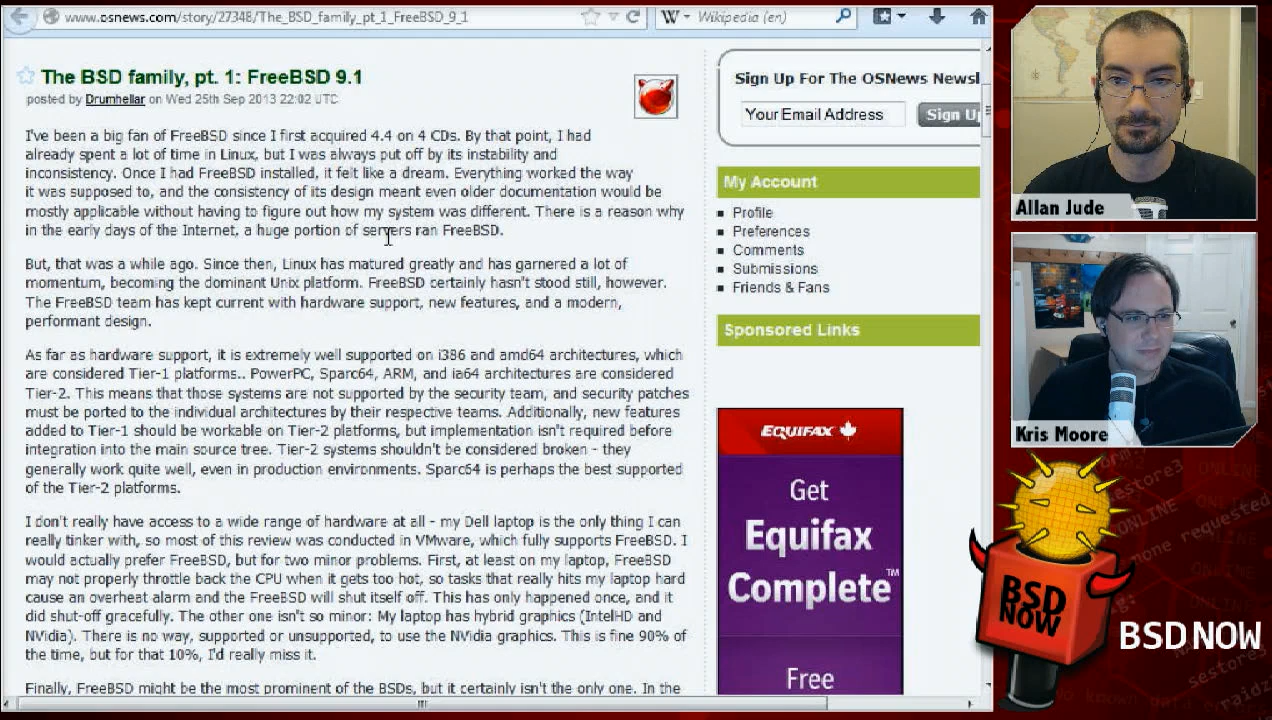 www.osnews.com/story/27348/The_BSD_family_pt_1_FreeBSD_9_1
Wikipedia (en)
The BSD family, pt. 1: FreeBSD 9.1
posted by Drumhellar on Wed 25th Sep 2013 22:02 UTC
I've been a big fan of FreeBSD since I first acquired 4.4 on 4 CDs. By that point, I had
already spent a lot of time in Linux, but I was always put off by its instability and
inconsistency. Once I had FreeBSD installed, it felt like a dream. Everything worked the way
it was supposed to, and the consistency of its design meant even older documentation would be
mostly applicable without having to figure out how my system was different. There is a reason why
in the early days of the Internet, a huge portion of servers ran FreeBSD.
But, that was a while ago. Since then, Linux has matured greatly and has garnered a lot of
momentum, becoming the dominant Unix platform. FreeBSD certainly hasn't stood still, however.
The FreeBSD team has kept current with hardware support, new features, and a modern,
performant design.
As far as hardware support, it is extremely well supported on i386 and amd64 architectures, which
are considered Tier-1 platforms.. PowerPC, Sparc64, ARM, and ia64 architectures are considered
Tier-2. This means that those systems are not supported by the security team, and security patches
must be ported to the individual architectures by their respective teams. Additionally, new features
added to Tier-1 should be workable on Tier-2 platforms, but implementation isn't required before
integration into the main source tree. Tier-2 systems shouldn't be considered broken - they
generally work quite well, even in production environments. Sparc64 is perhaps the best supported
of the Tier-2 platforms.
I don't really have access to a wide range of hardware at all - my Dell laptop is the only thing I can
really tinker with, so most of this review was conducted in VMware, which fully supports FreeBSD. I
would actually prefer FreeBSD, but for two minor problems. First, at least on my laptop, FreeBSD
may not properly throttle back the CPU when it gets too hot, so tasks that really hits my laptop hard
cause an overheat alarm and the FreeBSD will shut itself off. This has only happened once, and it
did shut-off gracefully. The other one isn't so minor: My laptop has hybrid graphics (IntelHD and
NVidia). There is no way, supported or unsupported, to use the NVidia graphics. This is fine 90% of
the time, but for that 10%, I'd really miss it.
Finally, FreeBSD might be the most prominent of the BSDs, but it certainly isn't the only one. In the
Sign Up For The OSNews Newsl
Your Email Address
Sign Up
My Account
Profile
Preferences
Comments
Submissions
Friends & Fans
Sponsored Links
EQUIFAX
Get
Equifax
Complete™
Free
Allan Jude
Kris Moore
BSD
NOW
BSD NOW